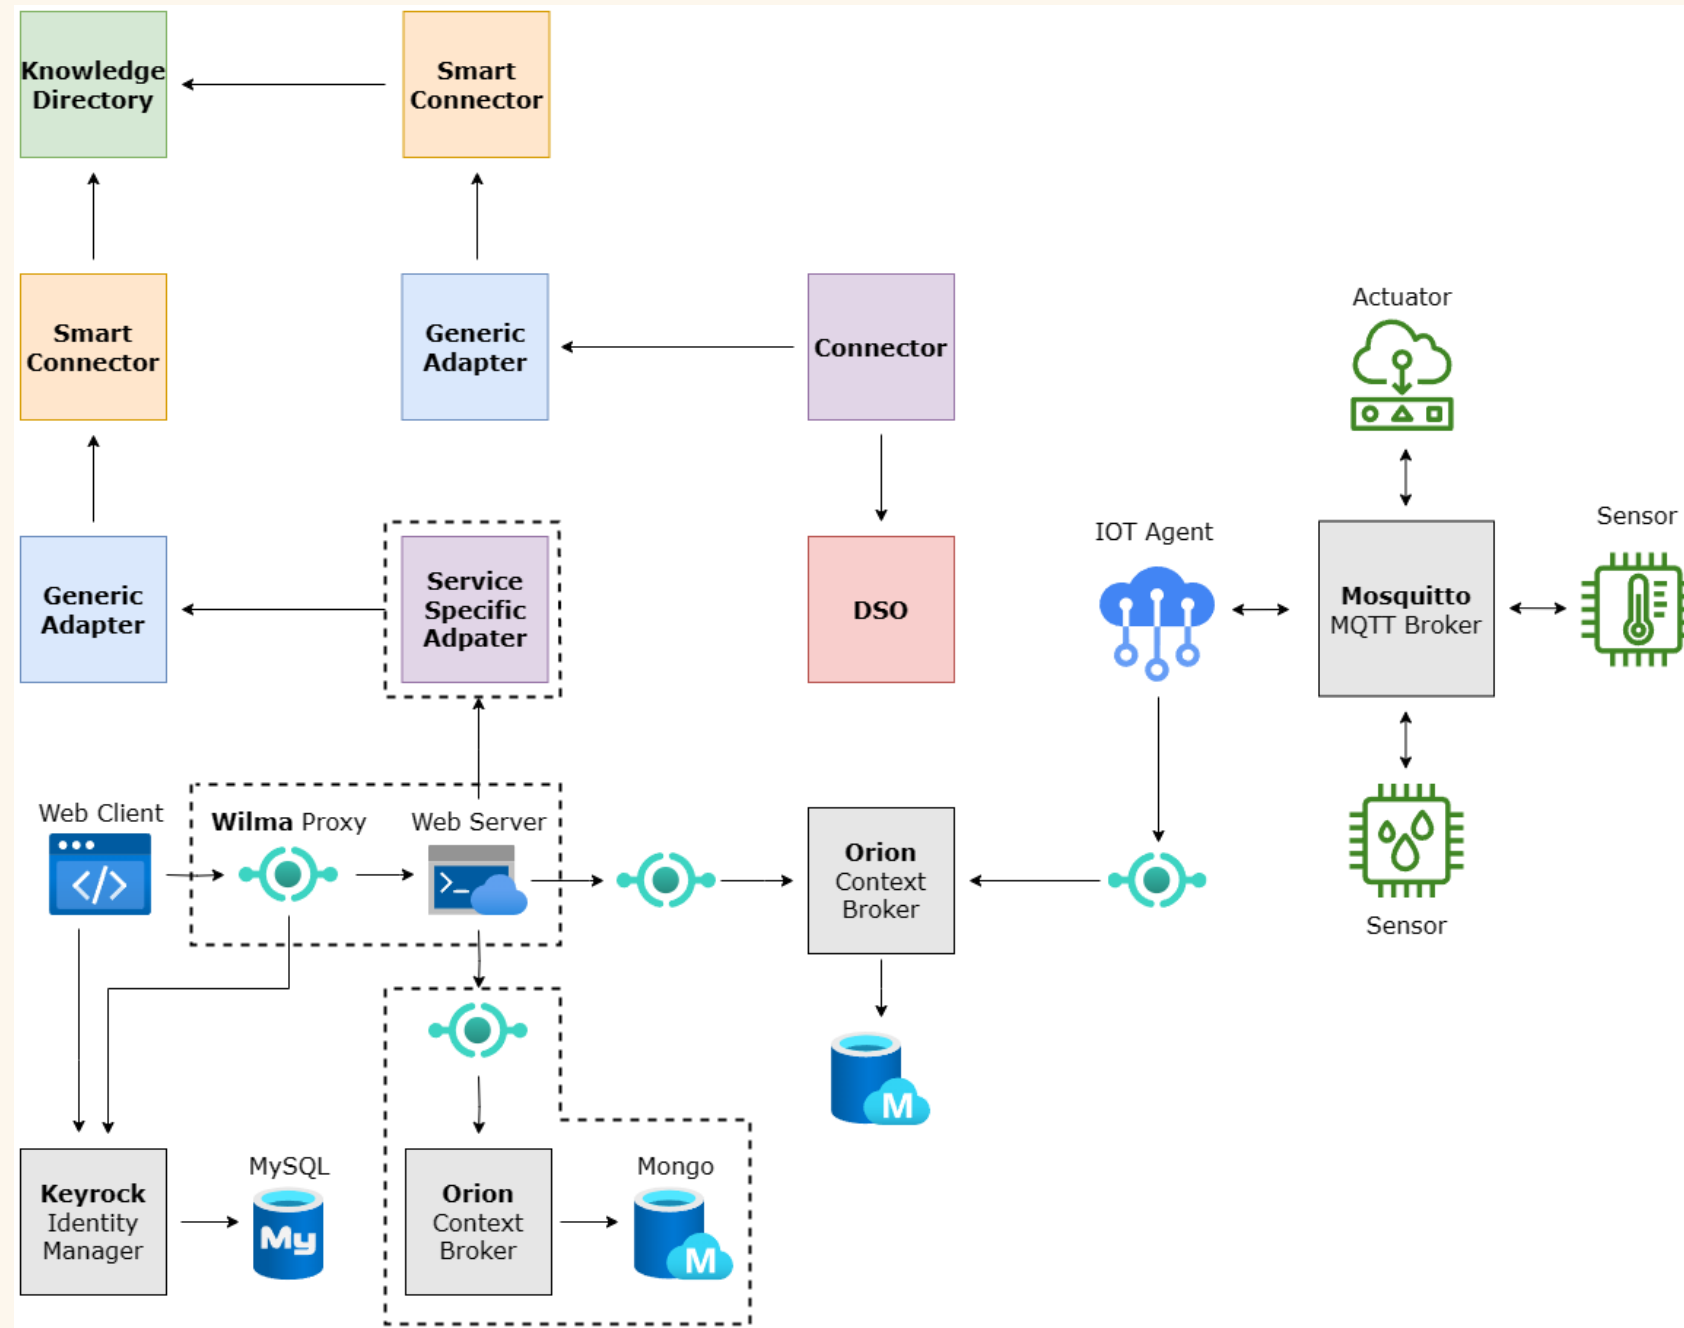 Knowledge
Directory
Smart
Connector
Smart
Connector
Generic
Adapter
Connector
Actuator
Generic
Adapter
Service
Specific
Adpater
DSO
IOT Agent
Mosquitto
MQTT Broker
Sensor
Web Client
Wilma Proxy
Web Server
>_
</>
Orion
Context
Broker
Sensor
M
Keyrock
Identity
Manager
MySQL
My
Orion
Context
Broker
Mongo
M